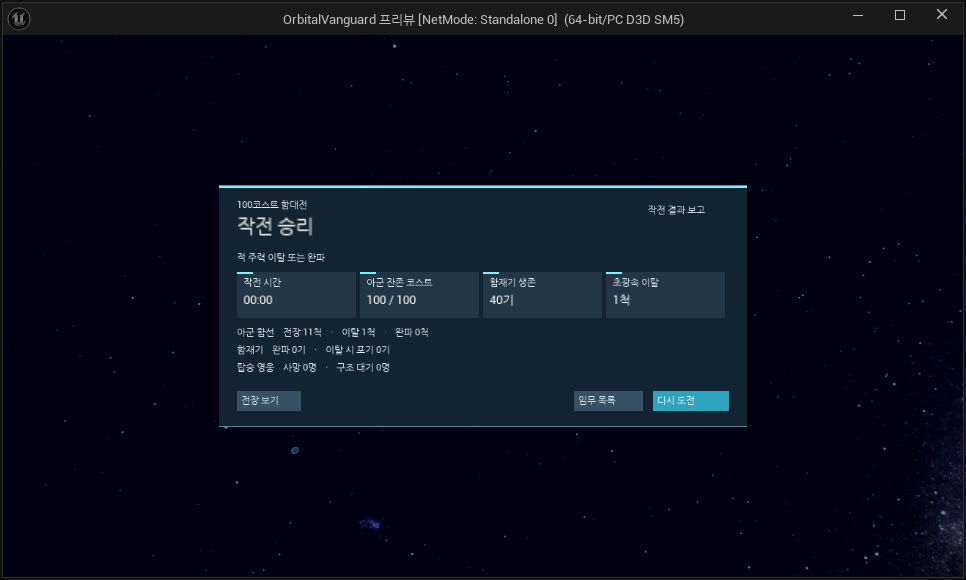 OrbitalVanguard 프리뷰 [NetMode: Standalone 0] (64-bit/PC D3D SM5)
100코스트 함대전
작전 승리
작전 결과 보고
적 주력 이탈 또는 완파
작전 시간
00:00
아군 잔존 코스트
100 / 100
함재기 생존
40기
초광속 이탈
1척
아군 함선 전장 11척 · 이탈 1척 · 완파 0척
함재기 완파 0기 · 이탈 시 포기 0기
탑승 영웅 사망 0명 · 구조 대기 0명
전장 보기
임무 목록
다시 도전